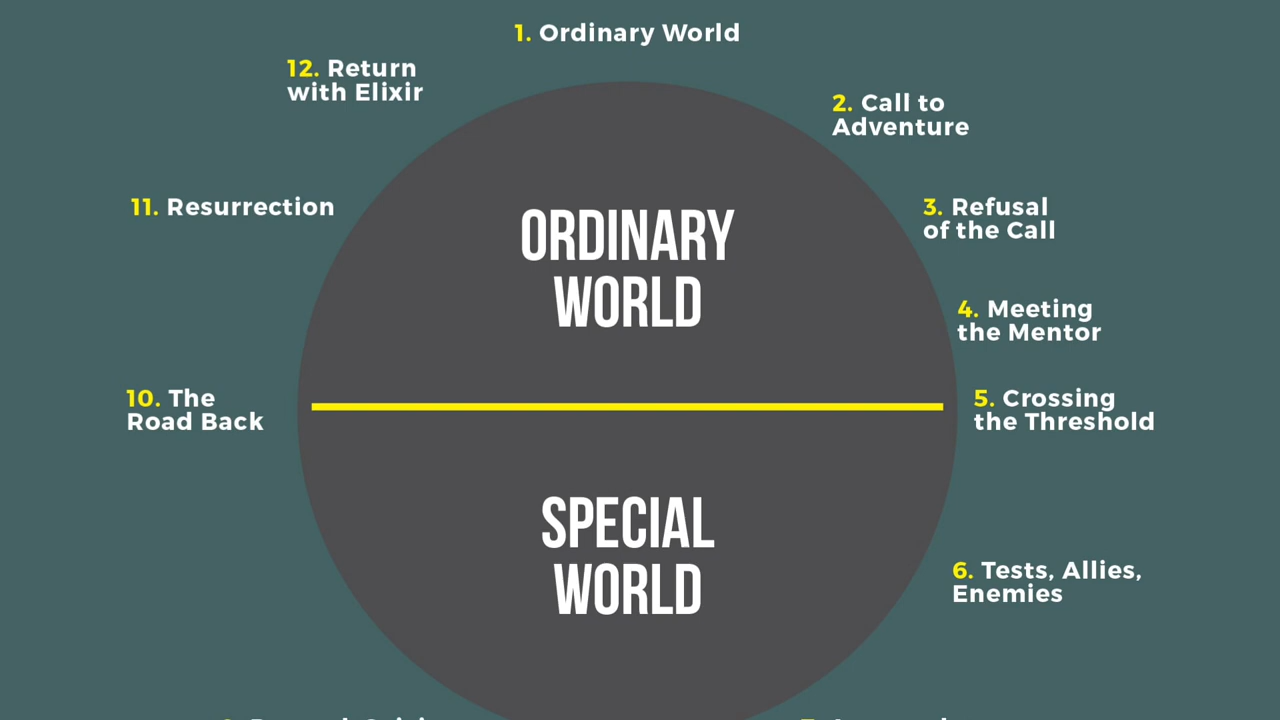 1. Ordinary World
12. Return
with Elixir
2. Call to
Adventure
11. Resurrection
3. Refusal
of the Call
ORDINARY
WORLD
4. Meeting
the Mentor
10. The
Road Back
5. Crossing
the Threshold
SPECIAL
WORLD
6. Tests, Allies,
Enemies